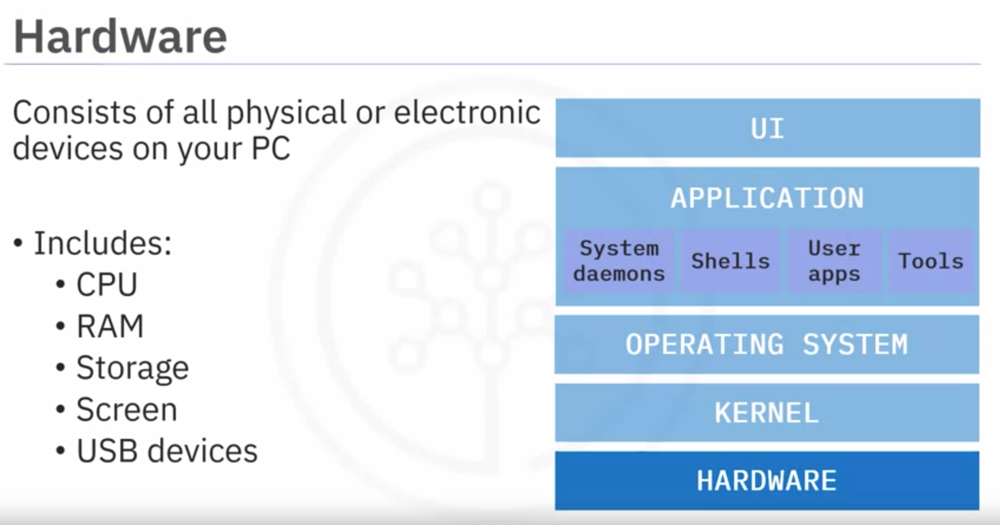 Hardware
Consists of all physical or electronic
devices on your PC
• Includes:
• CPU
• RAM
• Storage
• Screen
• USB devices
UI
APPLICATION
System
daemons
Shells
User
apps
Tools
OPERATING SYSTEM
KERNEL
HARDWARE